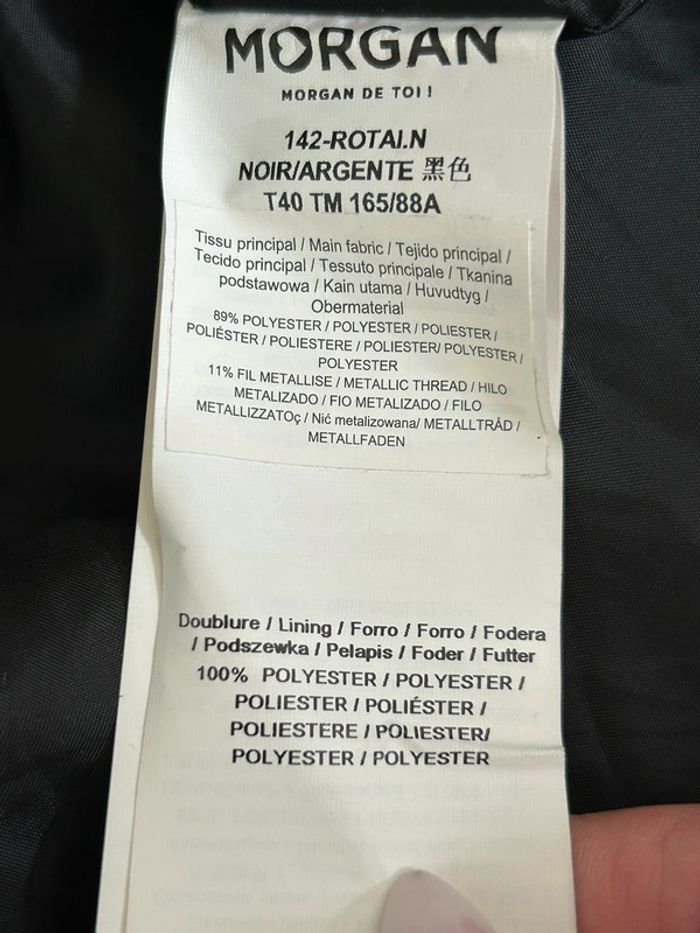 MORGAN
MORGAN DE TOI !
142-ROTAI.N
NOIR/ARGENTE 黑色
T40 TM 165/88A
Tissu principal / Main fabric / Tejido principal /
Tecido principal / Tessuto principale / Tkanina
podstawowa / Kain utama / Huvudtyg /
Obermaterial
89% POLYESTER / POLYESTER / POLIESTER /
POLIÉSTER / POLIESTERE / POLIESTER/ POLYESTER /
POLYESTER
11% FIL METALLISE / METALLIC THREAD / HILO
METALIZADO / FIO METALIZADO / FILO
METALLIZZATOç / Nić metalizowana/ METALLTRÅD /
METALLFADEN
Doublure / Lining / Forro / Forro / Fodera
/ Podszewka / Pelapis / Foder / Futter
100% POLYESTER / POLYESTER /
POLIESTER / POLIÉSTER /
POLIESTERE / POLIESTER/
POLYESTER / POLYESTER